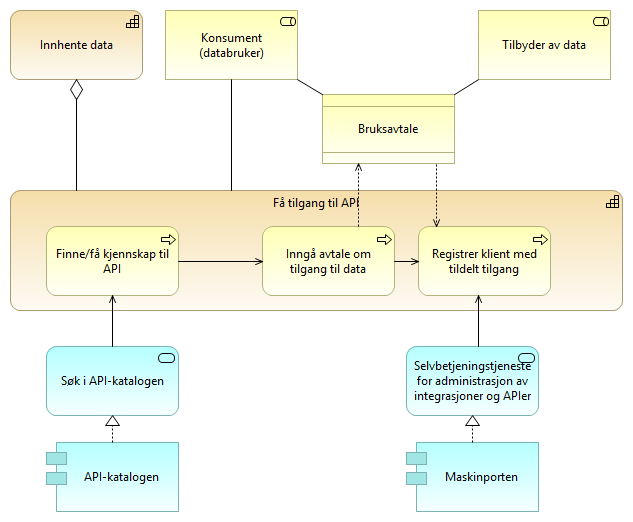 Innhente data
Konsument
(databruker)
Tilbyder av data
Bruksavtale
Få tilgang til API
Finne/få kjennskap til
API
Inngå avtale om
tilgang til data
Registrer klient med
tildelt tilgang
Søk i API-katalogen
Selvbetjeningstjeneste
for administrasjon av
integrasjoner og APIer
API-katalogen
Maskinporten